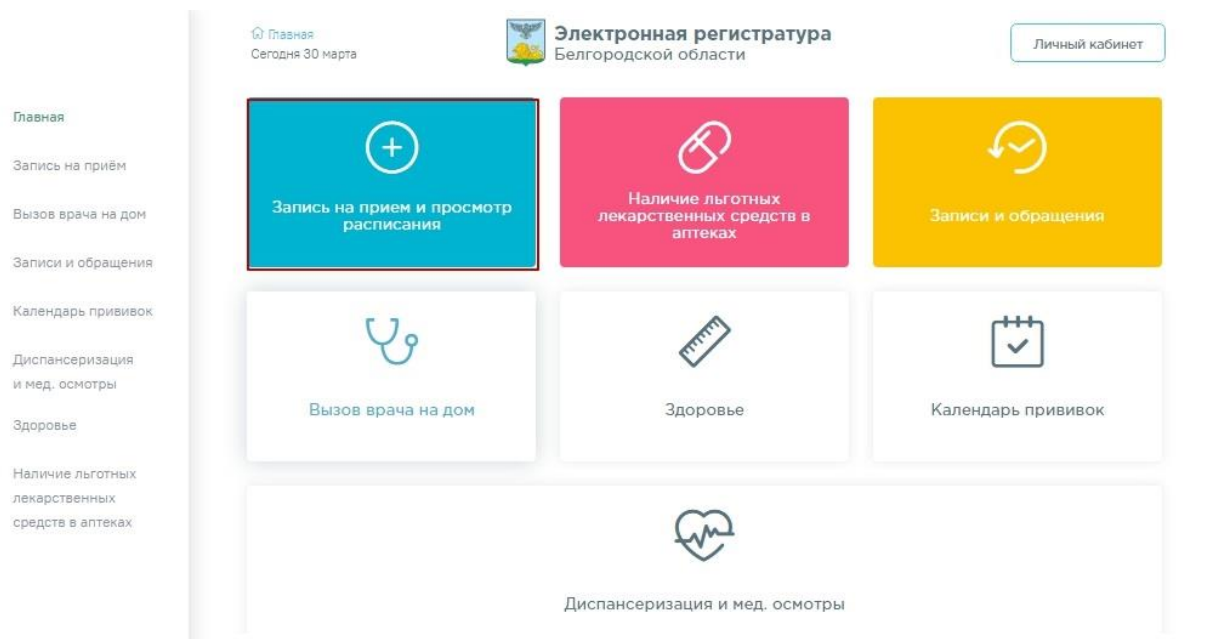 Главная
Сегодня 30 марта
Электронная регистратура
Белгородской области
Личный кабинет
Главная
Запись на приём
Вызов врача на дом
Записи и обращения
Календарь прививок
Диспансеризация
и мед. осмотры
Здоровье
Наличие льготных
лекарственных
средств в аптеках
Запись на прием и просмотр
расписания
Наличие льготных
лекарственных средств в
аптеках
Записи и обращения
Вызов врача на дом
Здоровье
Календарь прививок
Диспансеризация и мед. осмотры